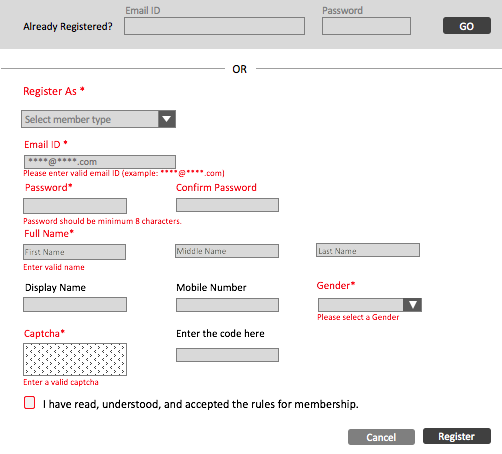 Email ID
Password
Already Registered?
GO
OR
Register As *
Select member type
Email ID *
****@****.com
Please enter valid email ID (example: ****@****.com)
Password*
Confirm Password
Password should be minimum 8 characters.
Full Name*
First Name
Middle Name
Last Name
Enter valid name
Display Name
Mobile Number
Gender*
Please select a Gender
Captcha*
Enter the code here
Enter a valid captcha
I have read, understood, and accepted the rules for membership.
Cancel
Register